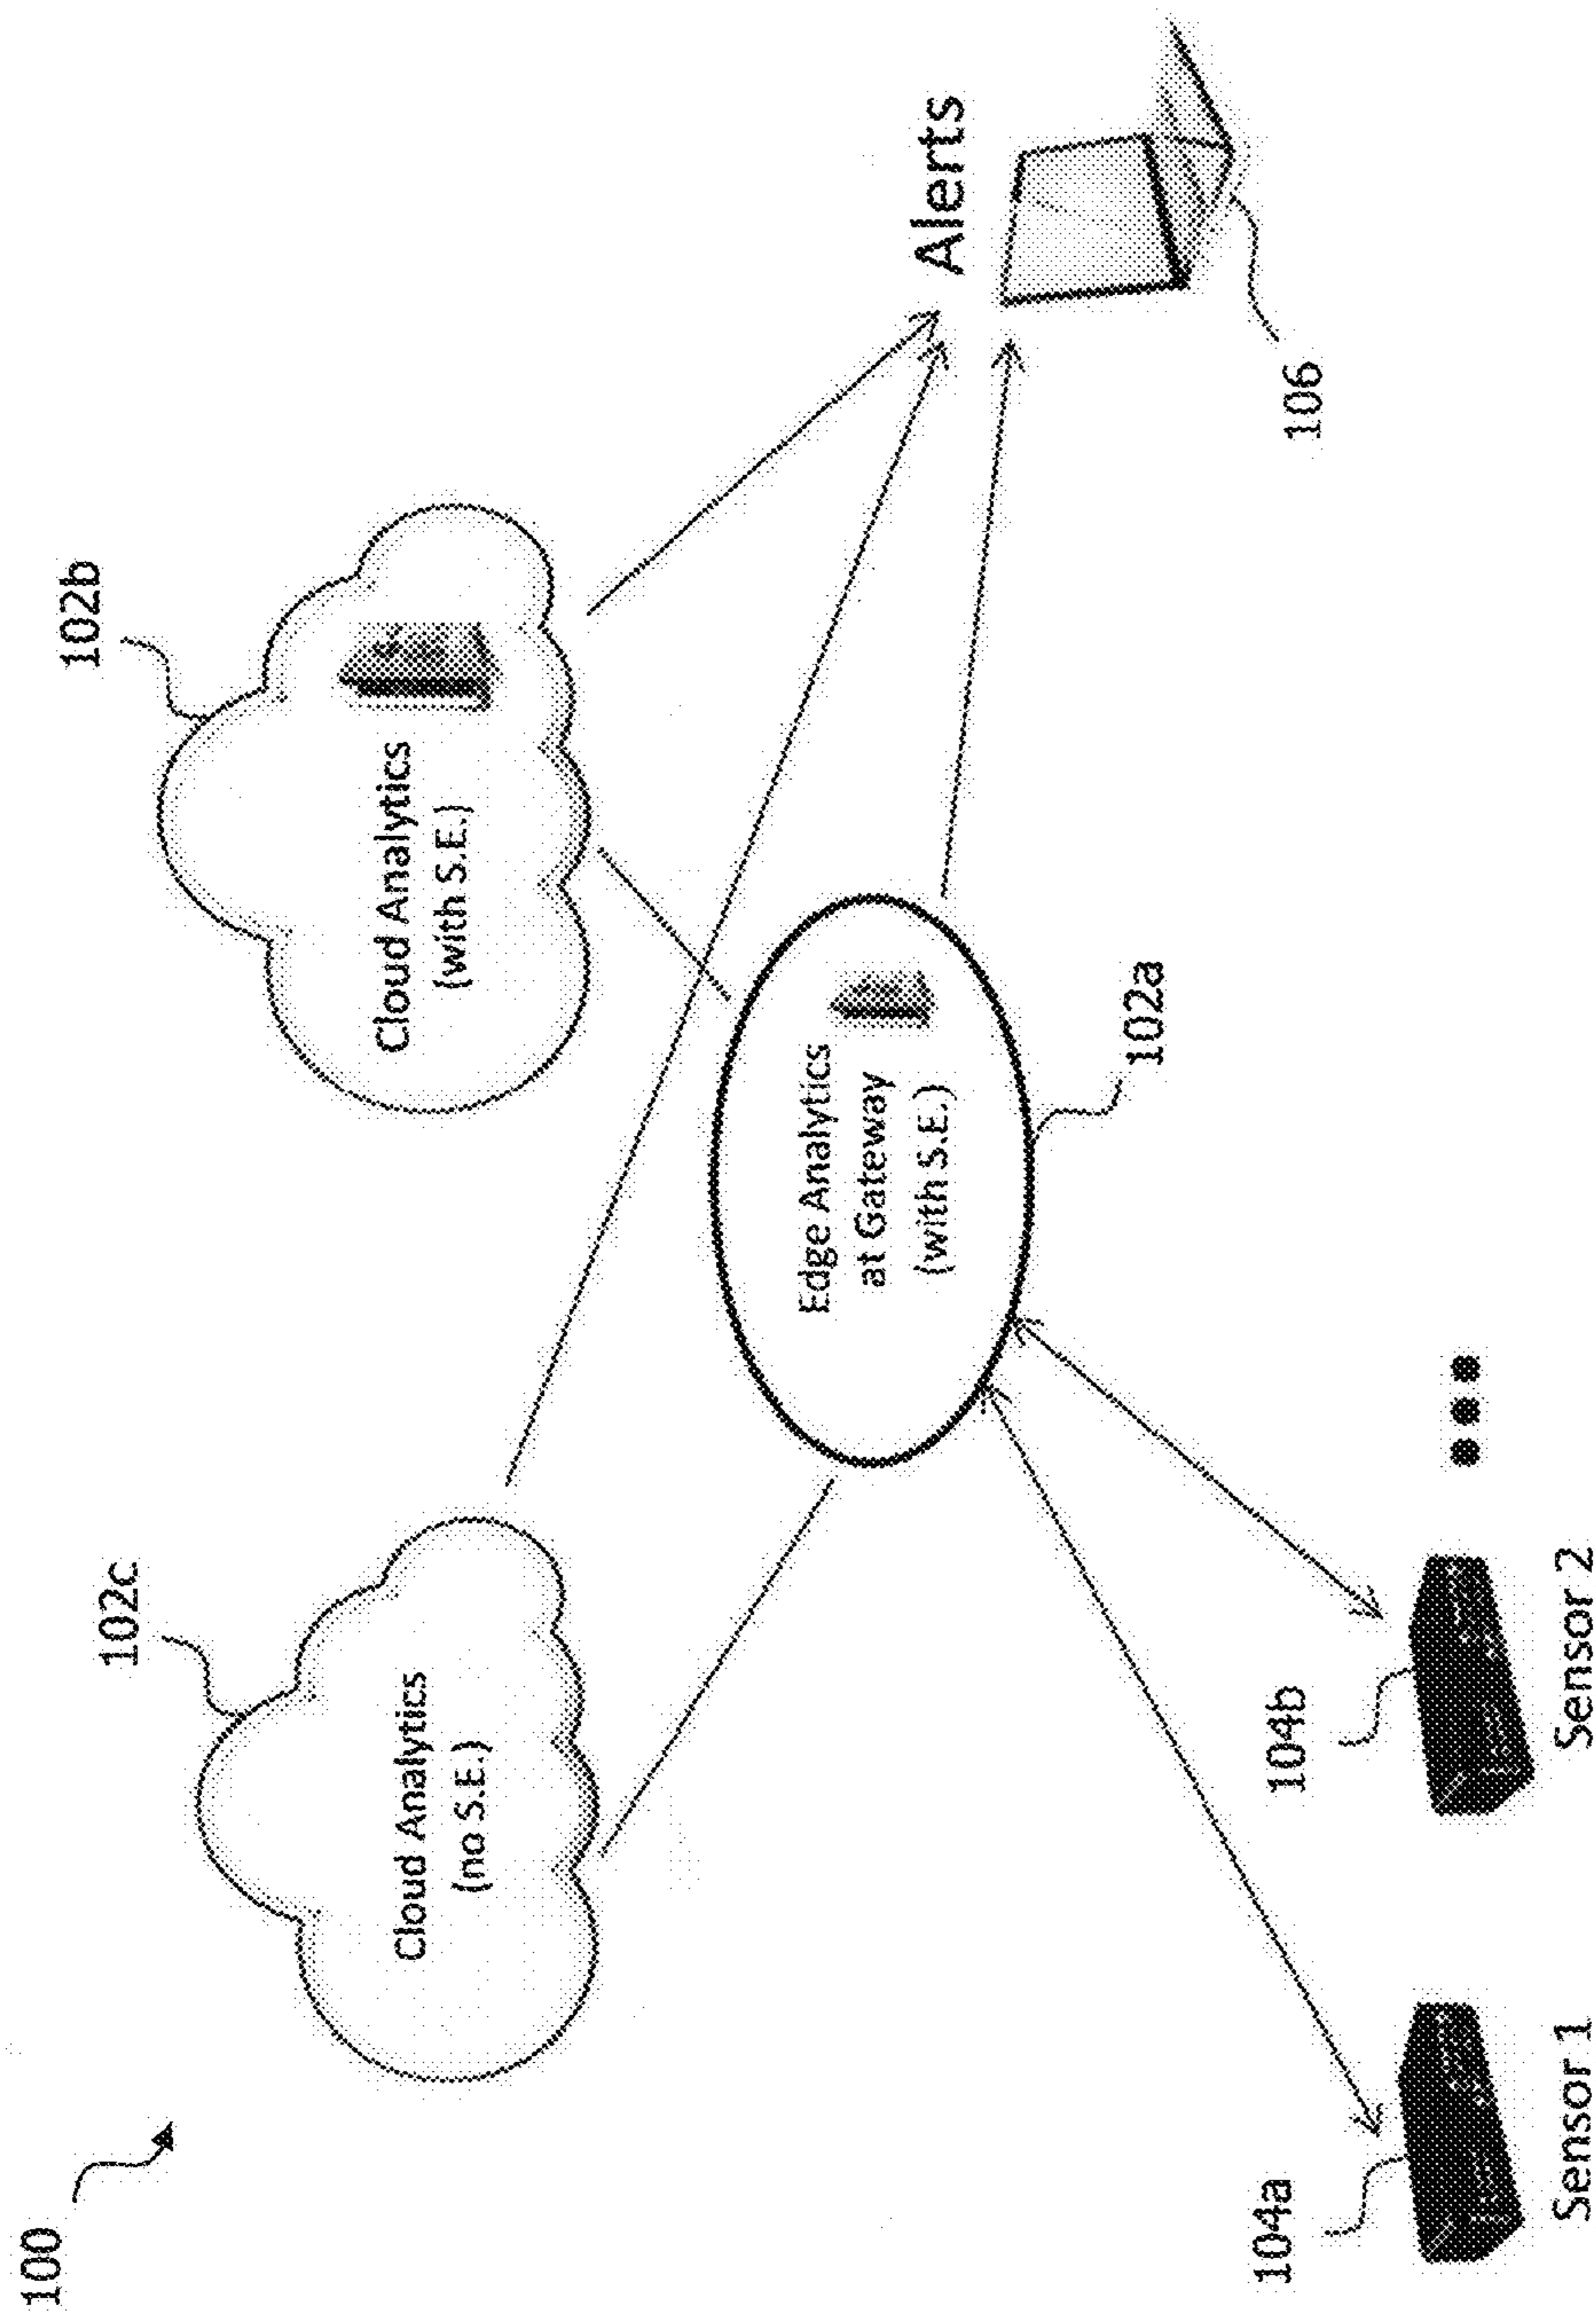 100
102c
102b
Cloud Analytics
(no S.E.)
Cloud Analytics
(with S.E.)
Alerts
Edge Analytics
at Gateway
(with S.E.)
102a
106
104a
104b
Sensor 1
Sensor 2